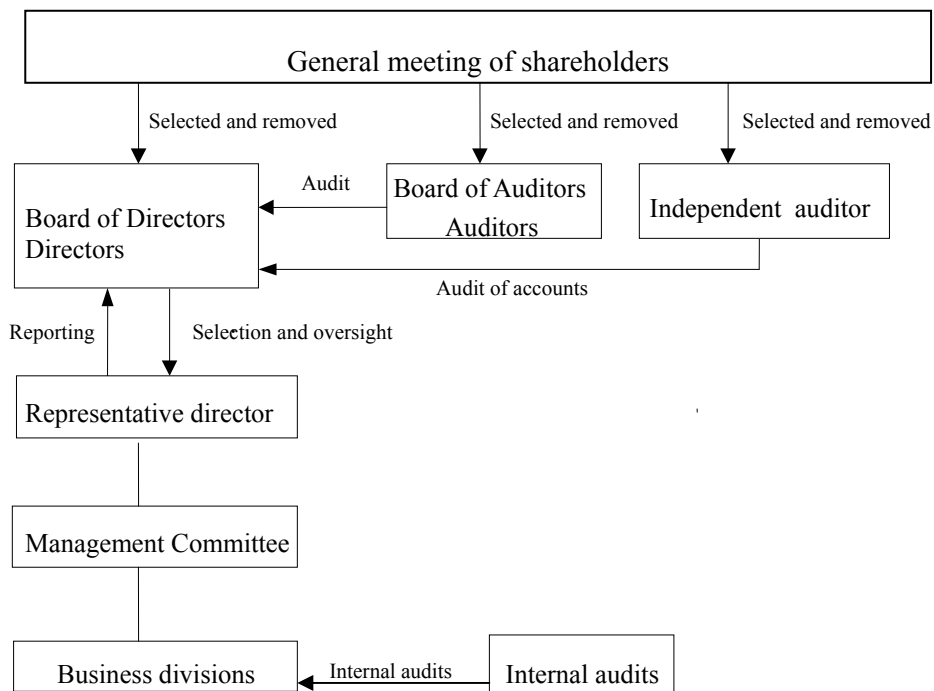 General meeting of shareholders
Selected and removed
Selected and removed
Selected and removed
Board of Directors
Directors
Audit
Board of Auditors
Auditors
Independent auditor
Audit of accounts
Reporting
Selection and oversight
Representative director
Management Committee
Business divisions
Internal audits
Internal audits